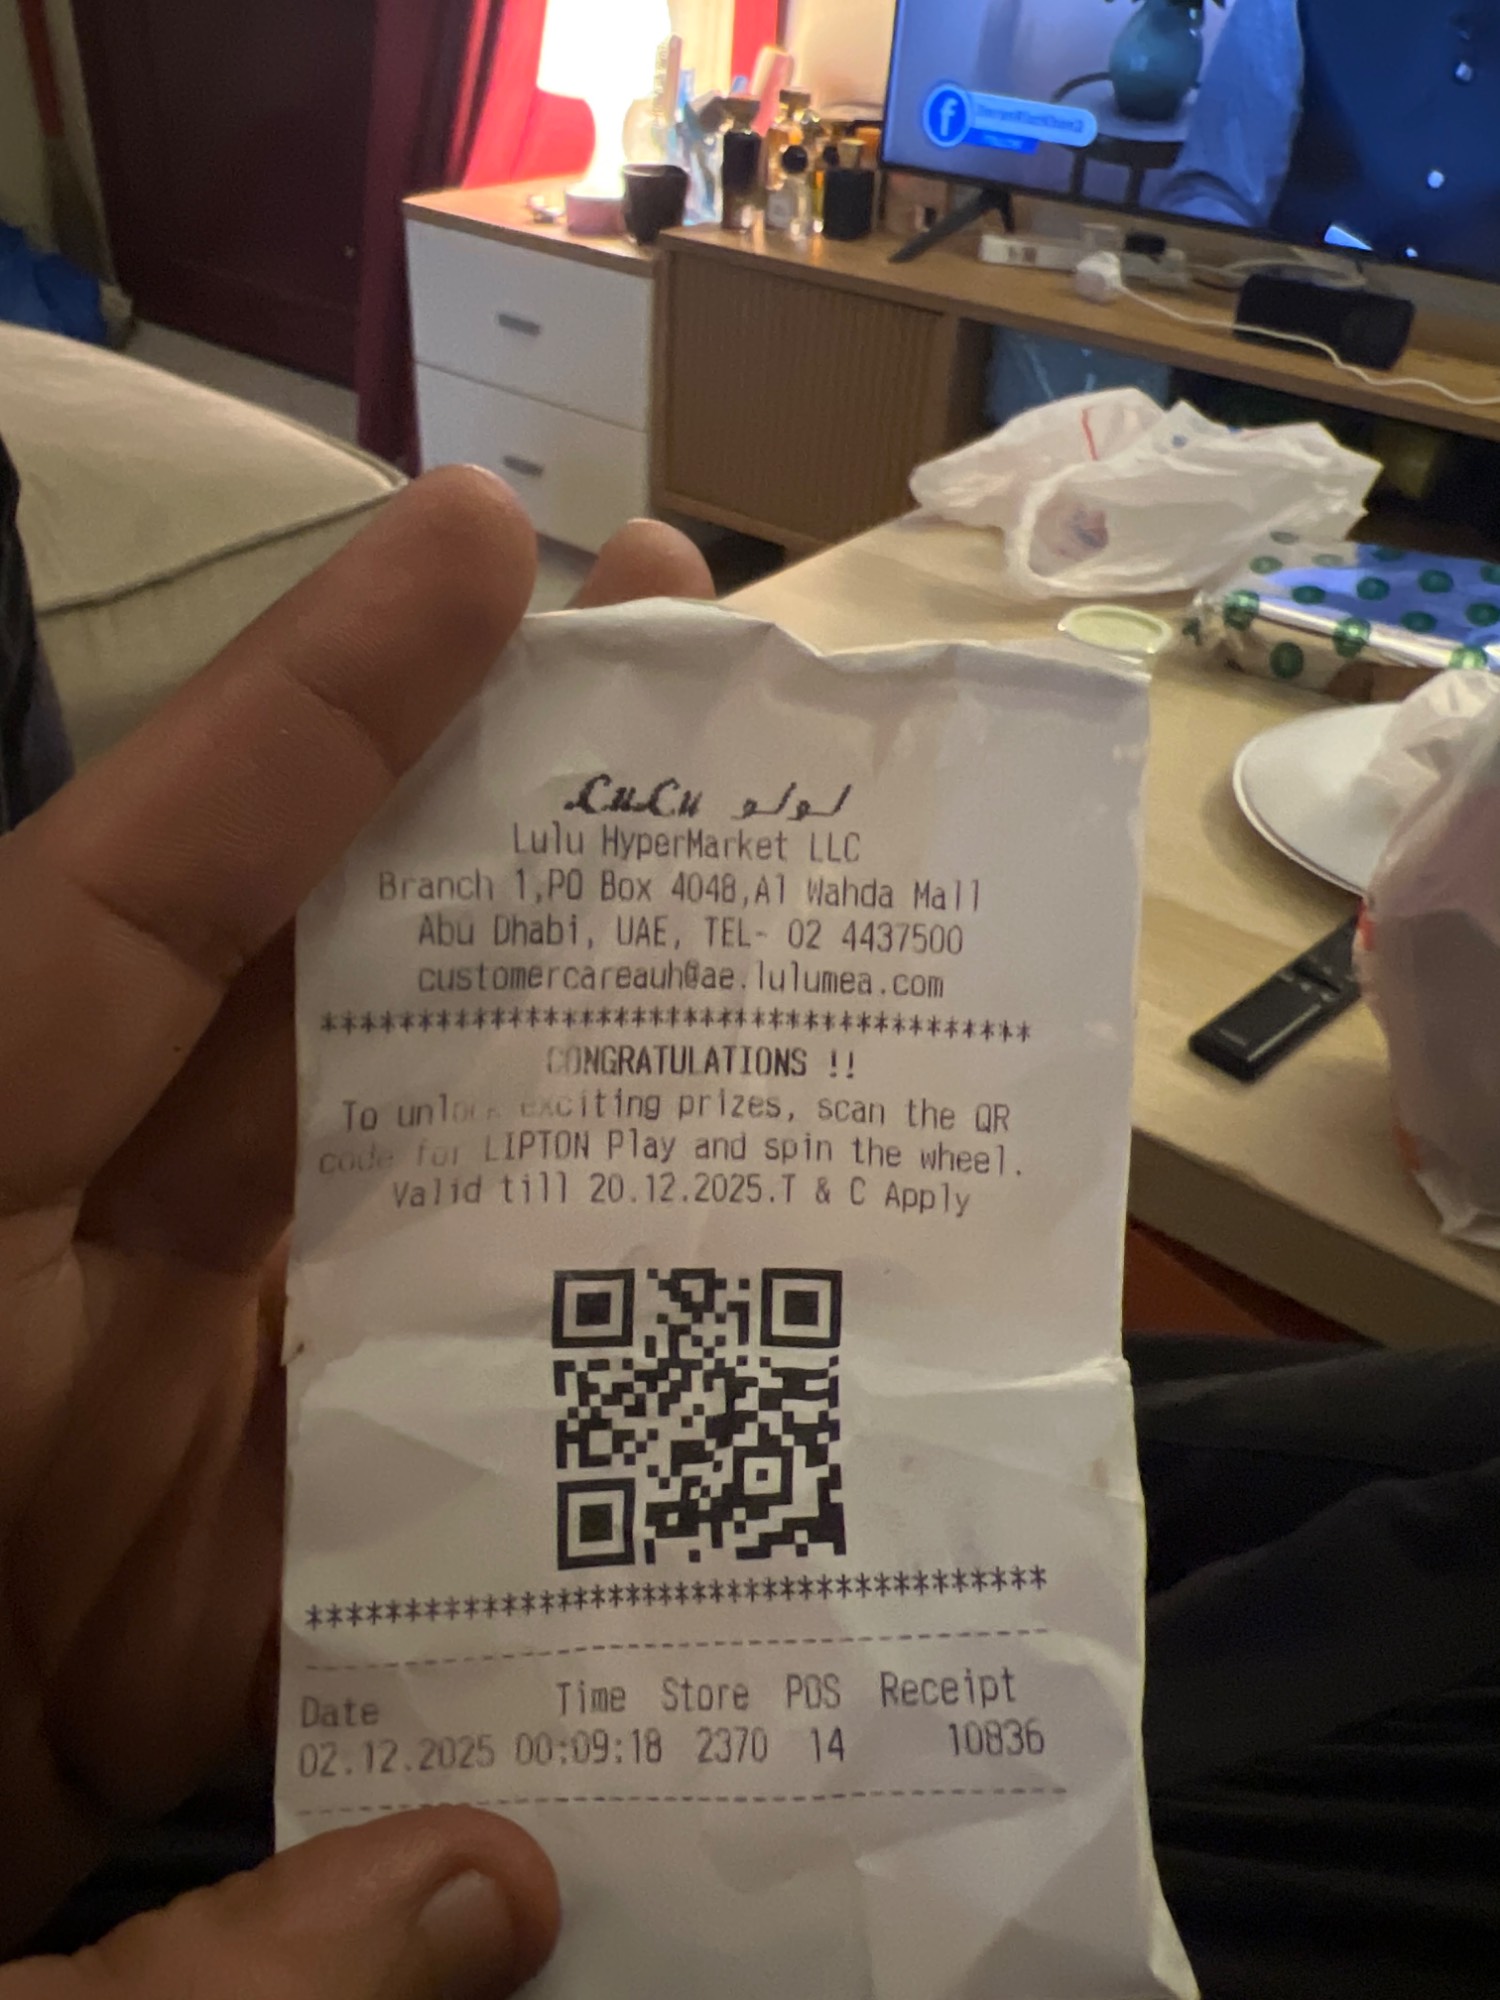 LuLu لولو
Lulu HyperMarket LLC
Branch 1,PO Box 4048,Al Wahda Mall
Abu Dhabi, UAE, TEL- 02 4437500
customercareauh@ae.lulumea.com
****************************************
CONGRATULATIONS !!
To unlock exciting prizes, scan the QR
code for LIPTON Play and spin the wheel.
Valid till 20.12.2025.T & C Apply
****************************************
Date Time Store POS Receipt
02.12.2025 00:09:18 2370 14 10836